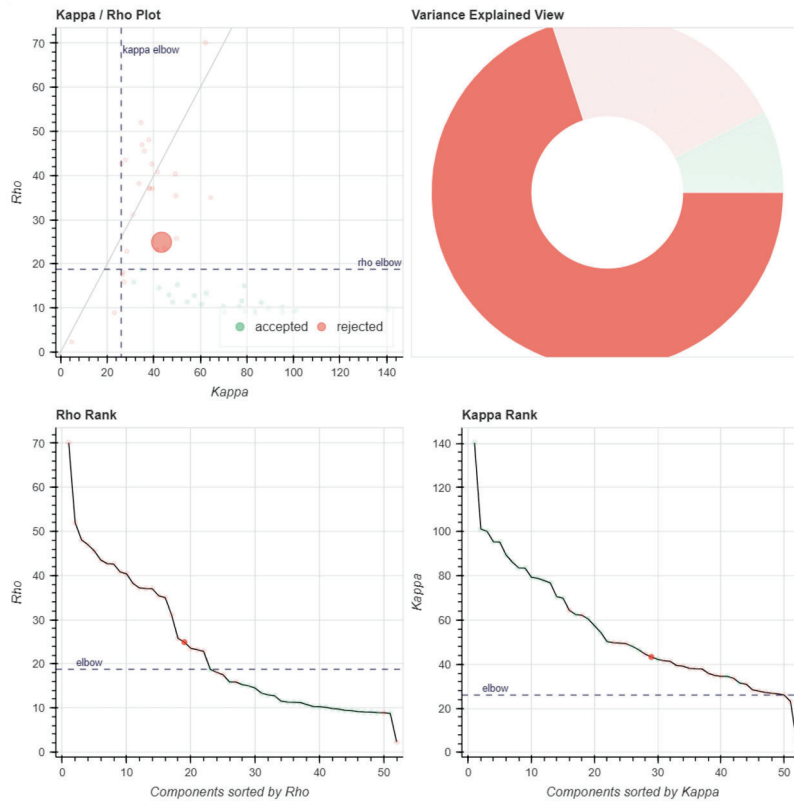 Kappa / Rho Plot
70
60
50
40
30
20
10
0
Rho
kappa elbow
rho elbow
accepted
rejected
0 20 40 60 80 100 120 140
Kappa
Variance Explained View
Rho Rank
70
60
50
40
30
20
10
0
Rho
elbow
0 10 20 30 40 50
Components sorted by Rho
Kappa Rank
140
120
100
80
60
40
20
0
Kappa
elbow
0 10 20 30 40 50
Components sorted by Kappa